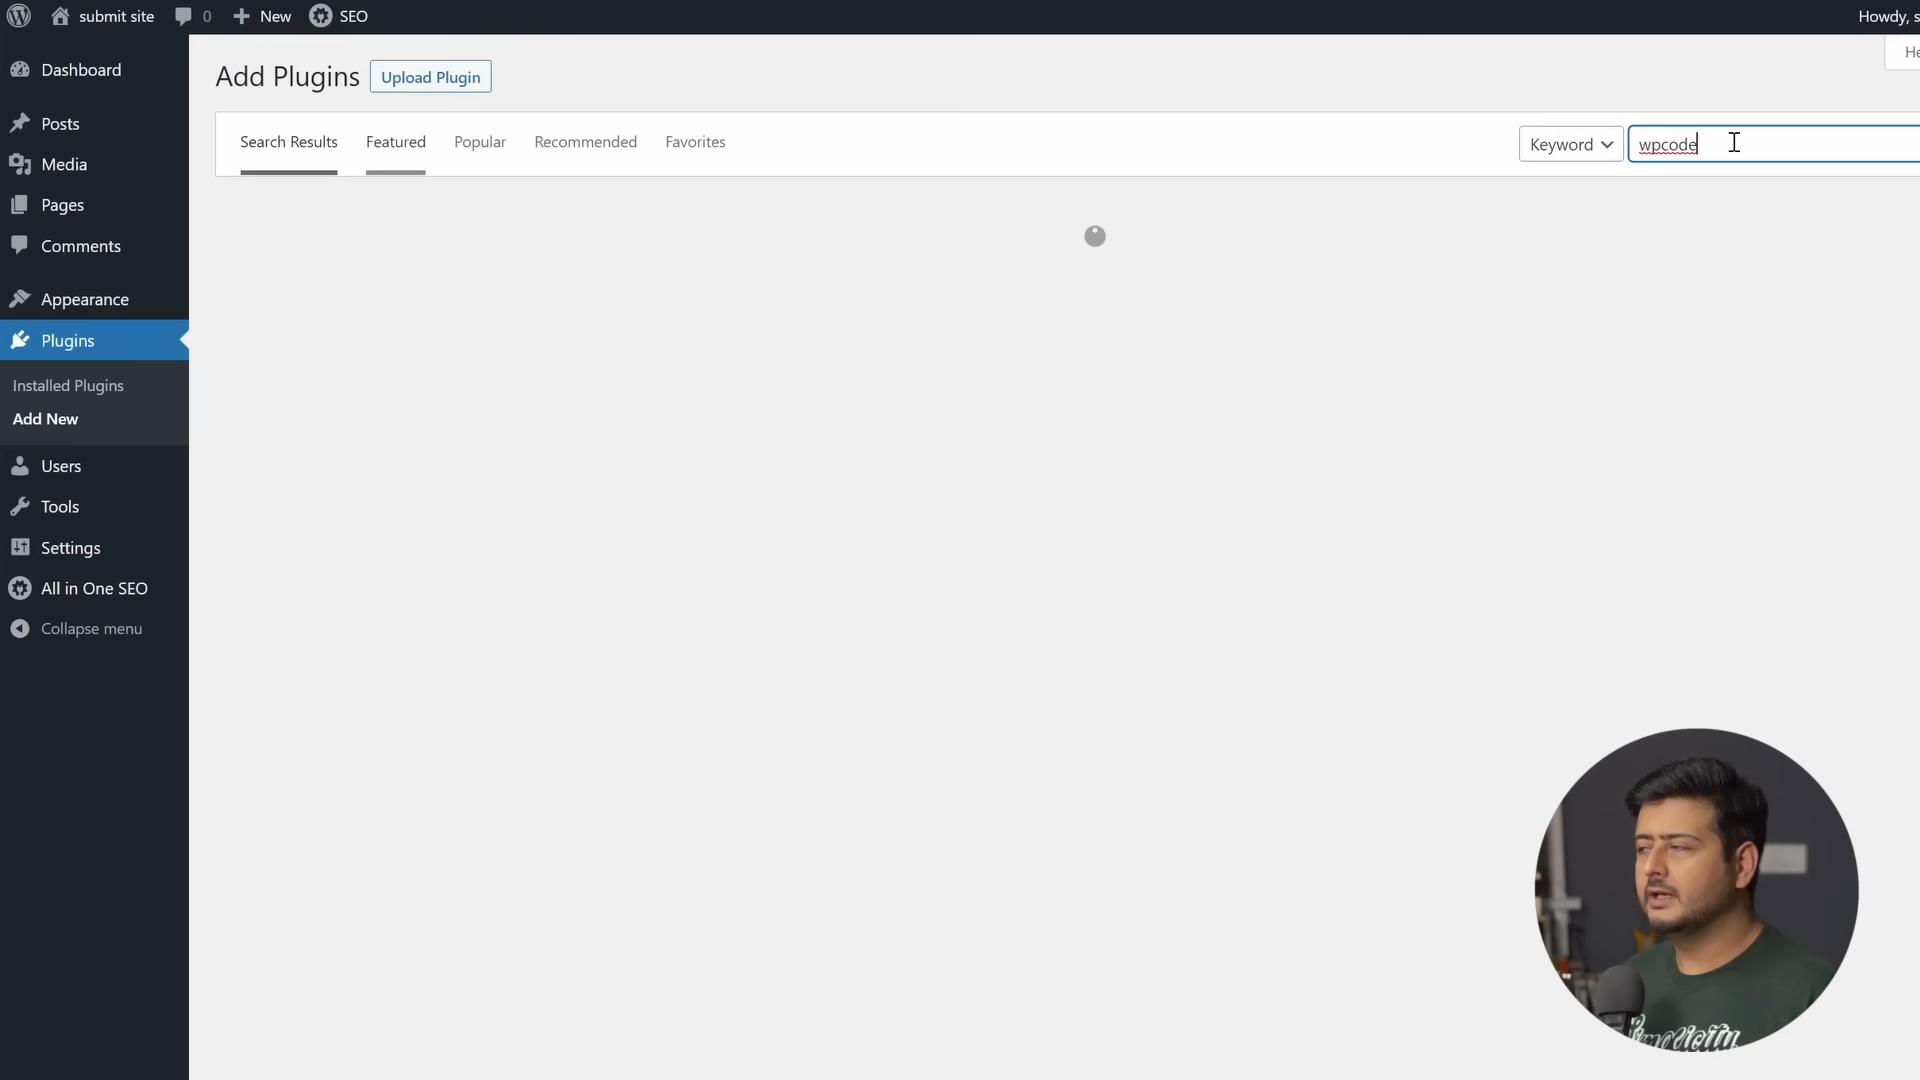 submit site 0 New SEO Howdy, s
Dashboard
Posts
Media
Pages
Comments
Appearance
Plugins
Installed Plugins
Add New
Users
Tools
Settings
All in One SEO
Collapse menu
He
Add Plugins Upload Plugin
Search Results Featured Popular Recommended Favorites Keyword wpcode
Simplicity